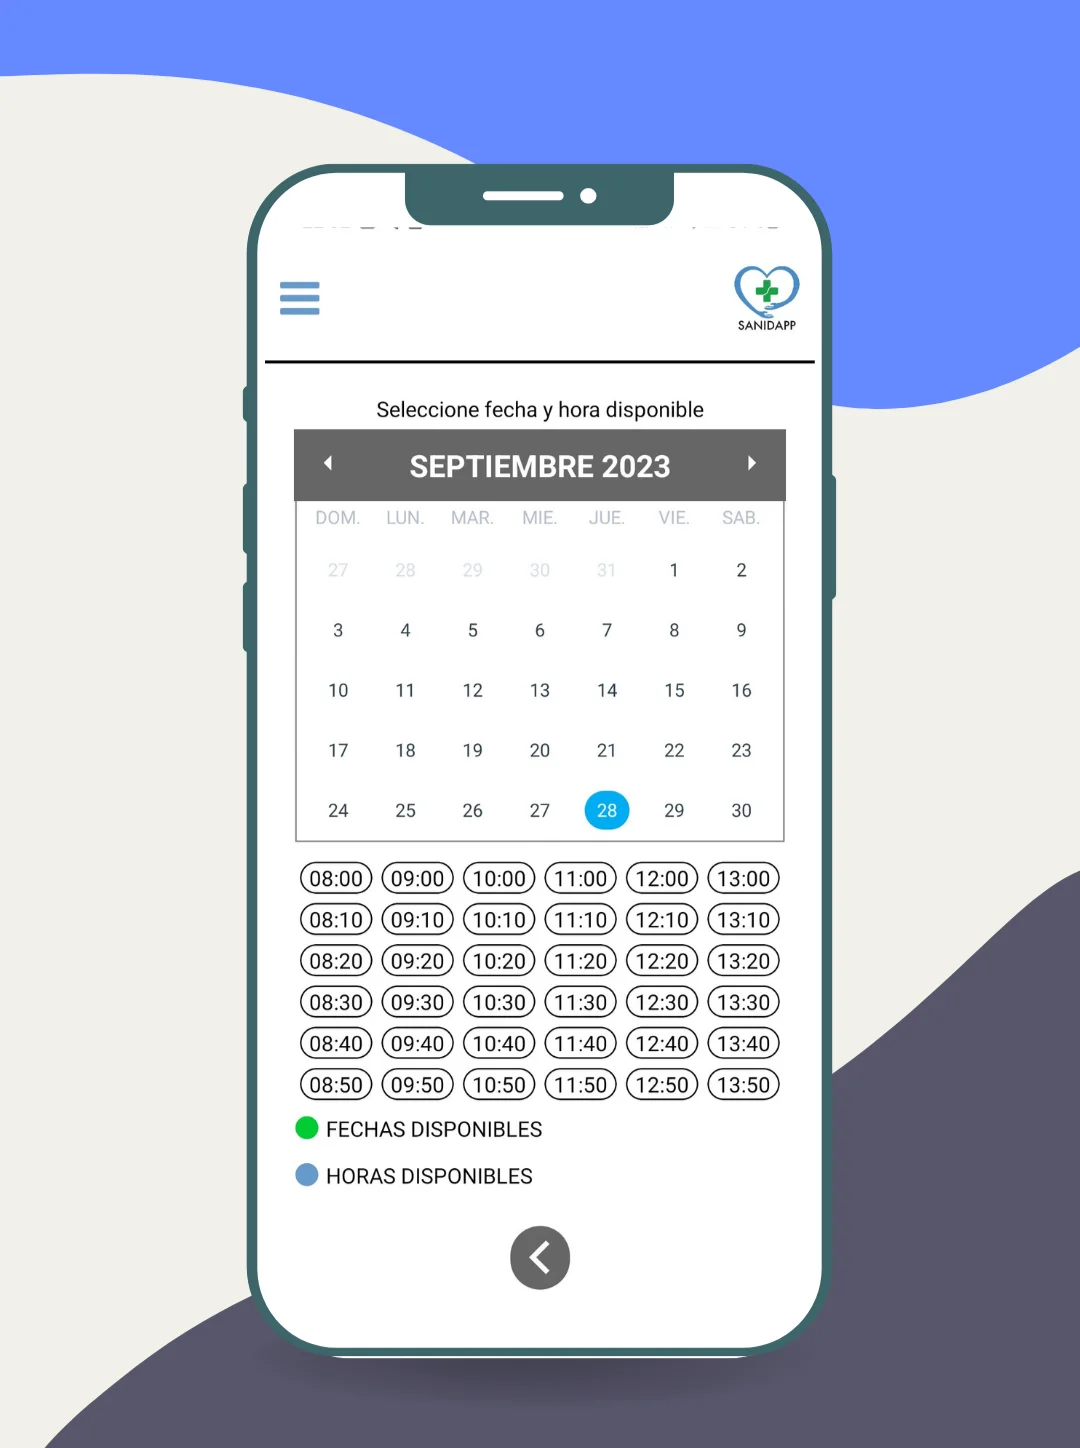 SANIDAPP
Seleccione fecha y hora disponible
SEPTIEMBRE 2023
DOM. LUN. MAR. MIE. JUE. VIE. SAB.
27 28 29 30 31 1 2
3 4 5 6 7 8 9
10 11 12 13 14 15 16
17 18 19 20 21 22 23
24 25 26 27 28 29 30
08:00 09:00 10:00 11:00 12:00 13:00
08:10 09:10 10:10 11:10 12:10 13:10
08:20 09:20 10:20 11:20 12:20 13:20
08:30 09:30 10:30 11:30 12:30 13:30
08:40 09:40 10:40 11:40 12:40 13:40
08:50 09:50 10:50 11:50 12:50 13:50
FECHAS DISPONIBLES
HORAS DISPONIBLES